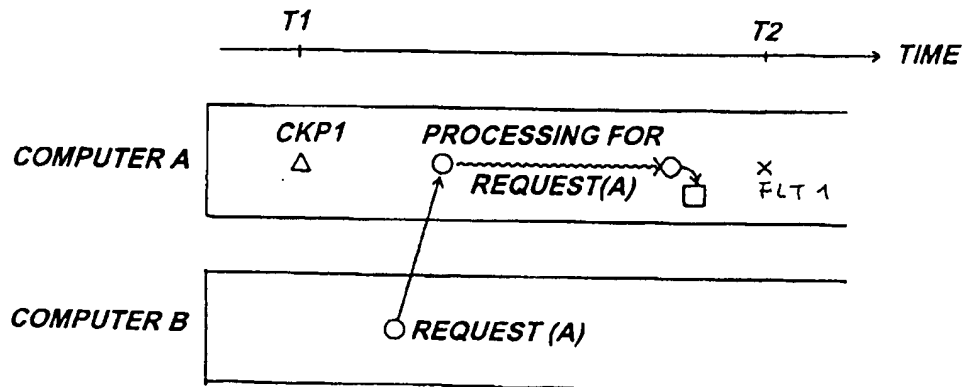 T1
T2
TIME
COMPUTER A
CKP1
PROCESSING FOR
REQUEST(A)
FLT 1
COMPUTER B
REQUEST (A)